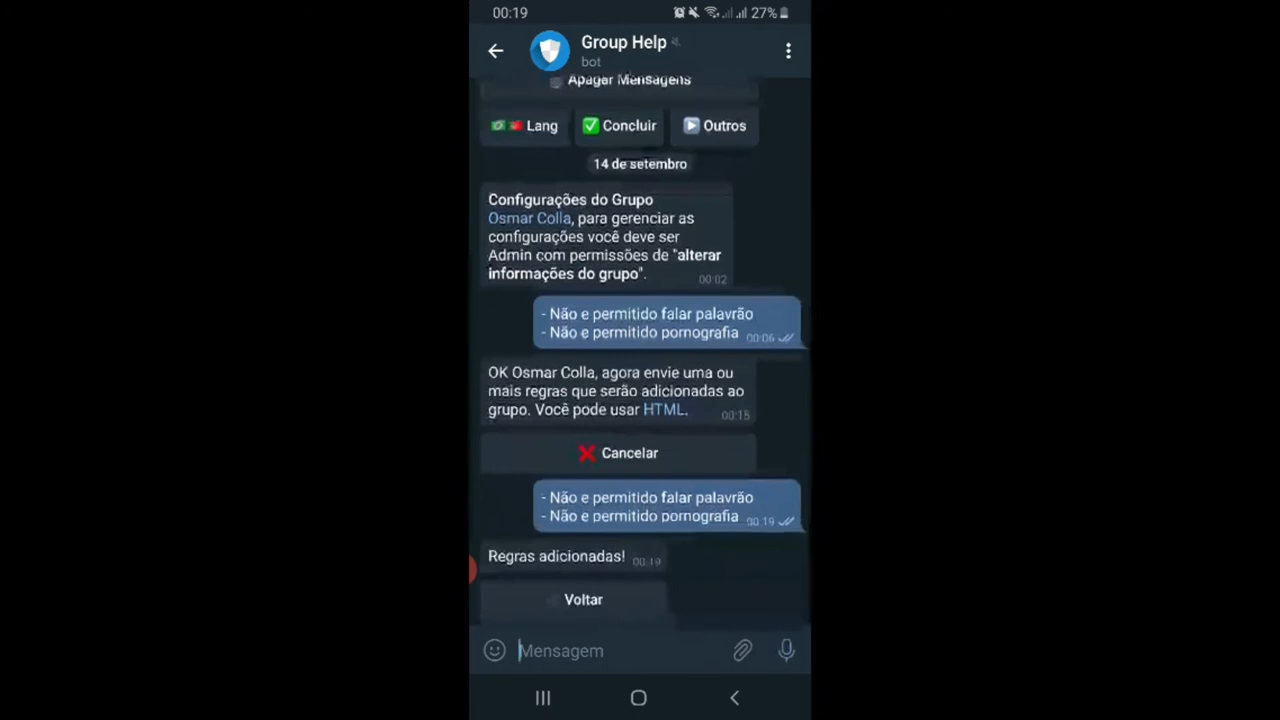 00:19
27%
Group Help
bot
Apagar Mensagens
Lang
Concluir
Outros
14 de setembro
Configurações do Grupo
Osmar Colla, para gerenciar as
configurações você deve ser
Admin com permissões de "alterar
informações do grupo".
00:02
- Não e permitido falar palavrão
- Não e permitido pornografia
00:06
OK Osmar Colla, agora envie uma ou
mais regras que serão adicionadas ao
grupo. Você pode usar HTML.
00:15
Cancelar
- Não e permitido falar palavrão
- Não e permitido pornografia
00:19
Regras adicionadas!
00:19
Voltar
Mensagem